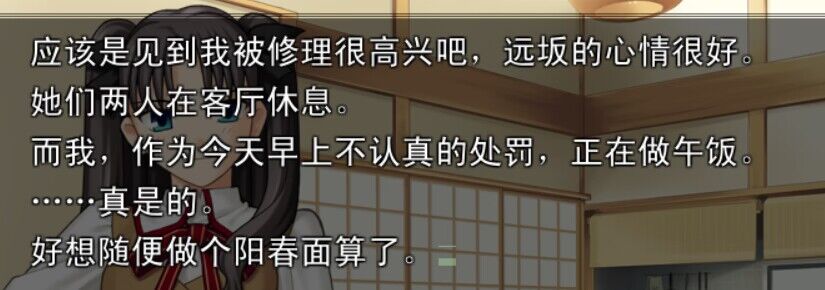 应该是见到我被修理很高兴吧，远坂的心情很好。
她们两人在客厅休息。
而我，作为今天早上不认真的处罚，正在做午饭。
……真是的。
好想随便做个阳春面算了。